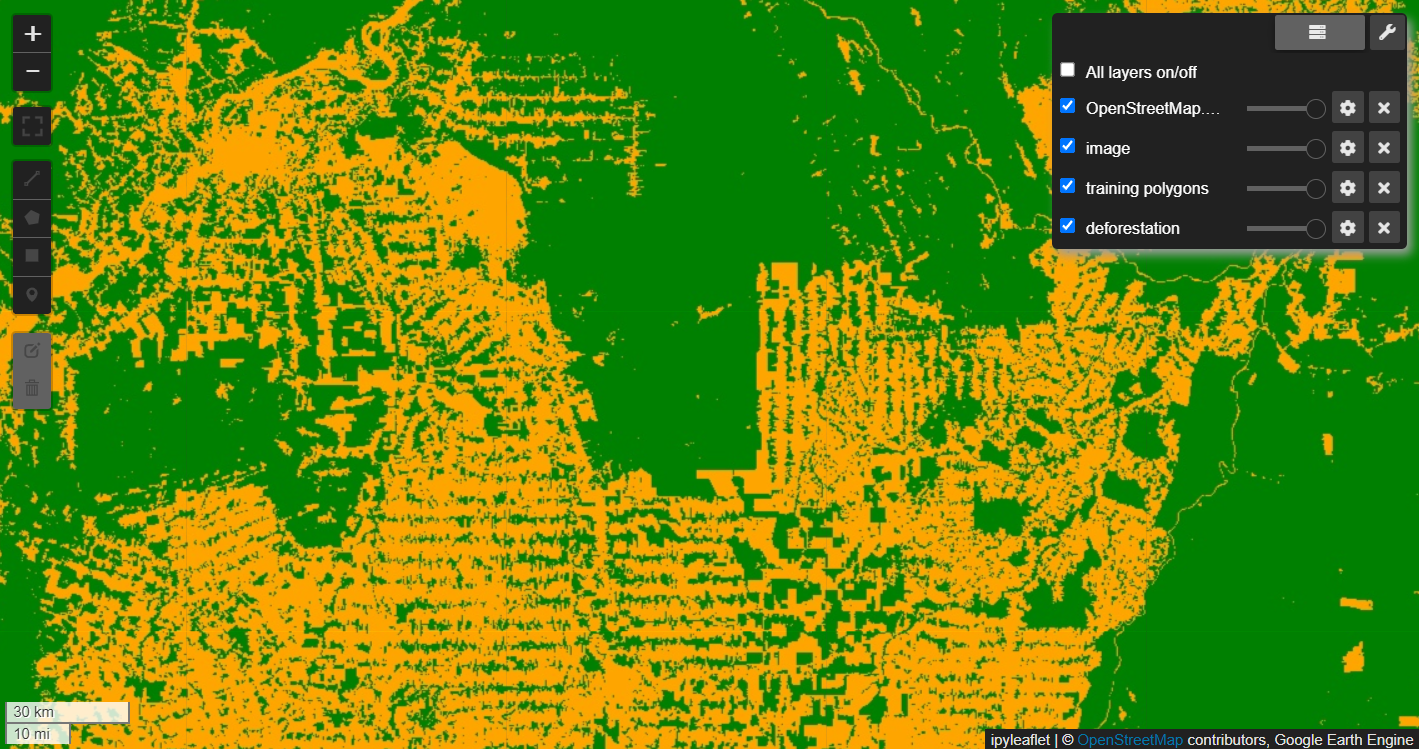 +
−
All layers on/off
OpenStreetMap....
image
training polygons
deforestation
30 km
10 mi
ipyleaflet | © OpenStreetMap contributors, Google Earth Engine